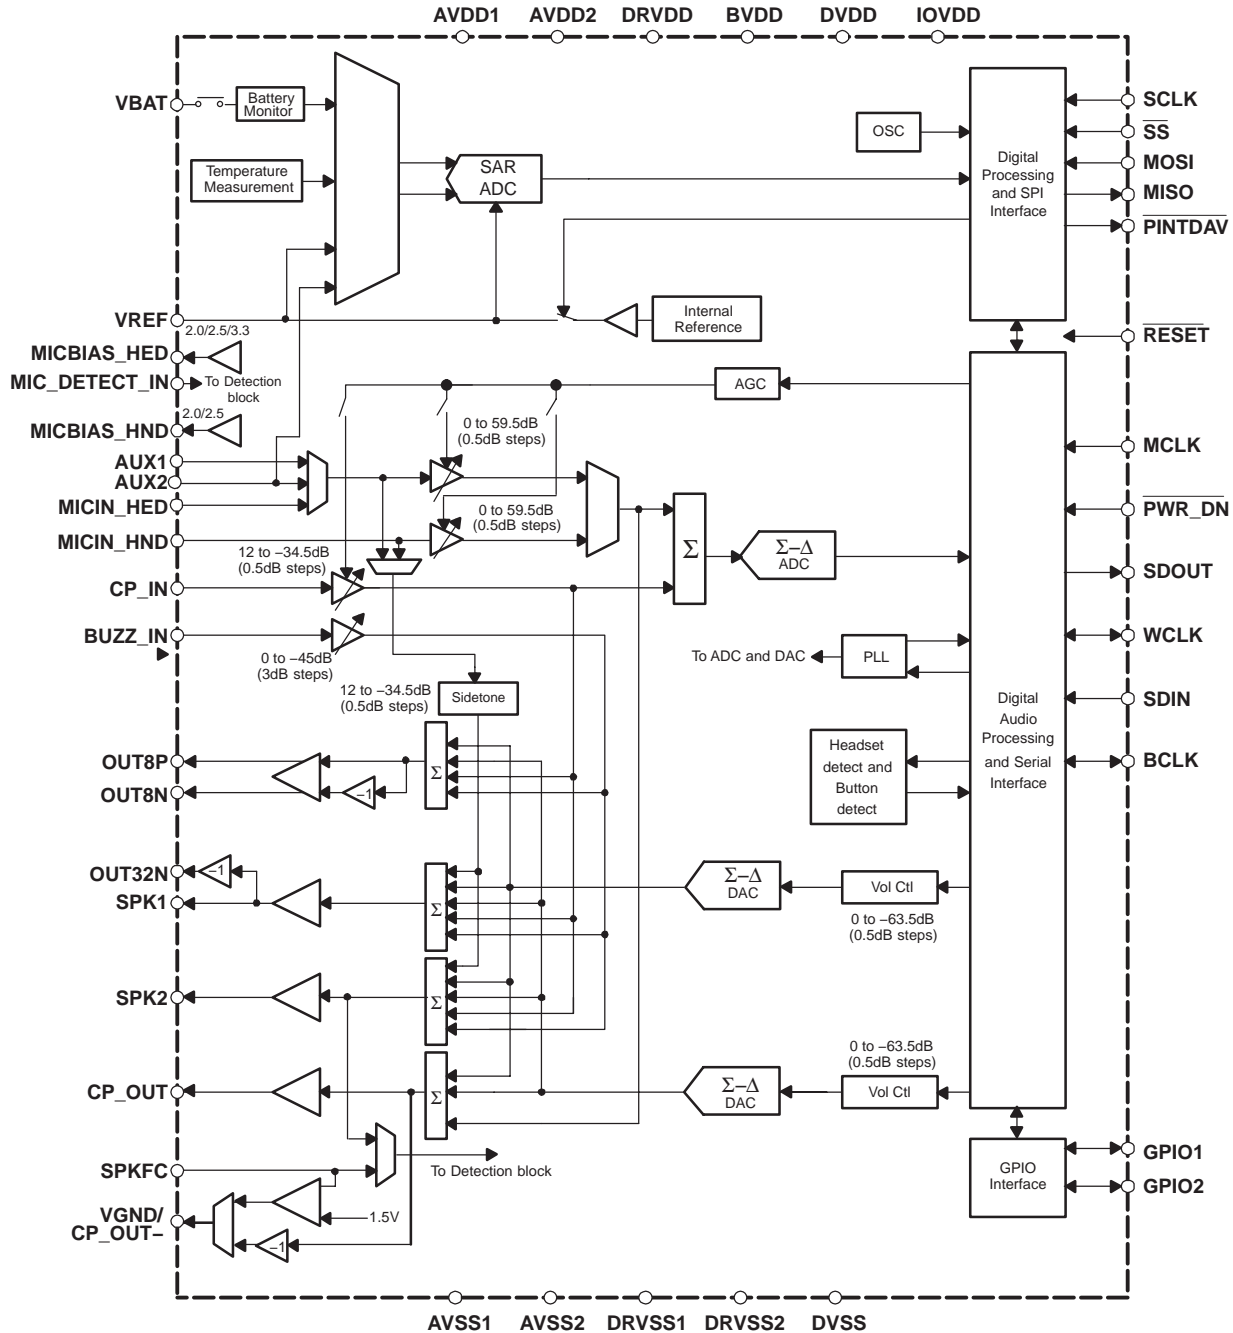 AVDD1 AVDD2 DRVDD BVDD DVDD IOVDD
VBAT
Battery
Monitor
Temperature
Measurement
SAR
ADC
OSC
Digital
Processing
and SPI
Interface
SCLK
SS
MOSI
MISO
PINTDAV
VREF
Internal
Reference
RESET
2.0/2.5/3.3
MICBIAS_HED
MIC_DETECT_IN
To Detection
block
AGC
2.0/2.5
MICBIAS_HND
0 to 59.5dB
(0.5dB steps)
AUX1
AUX2
MICIN_HED
MICIN_HND
0 to 59.5dB
(0.5dB steps)
12 to −34.5dB
(0.5dB steps)
CP_IN
Σ
Σ−Δ
ADC
MCLK
PWR_DN
SDOUT
BUZZ_IN
0 to −45dB
(3dB steps)
To ADC and DAC
PLL
WCLK
12 to −34.5dB
(0.5dB steps)
Sidetone
Digital
Audio
Processing
and Serial
Interface
SDIN
BCLK
OUT8P
OUT8N
−1
Σ
Headset
detect and
Button
detect
OUT32N
−1
SPK1
Σ
Σ−Δ
DAC
Vol Ctl
0 to −63.5dB
(0.5dB steps)
SPK2
Σ
0 to −63.5dB
(0.5dB steps)
CP_OUT
Σ
Σ−Δ
DAC
Vol Ctl
SPKFC
To Detection block
GPIO
Interface
GPIO1
GPIO2
VGND/
CP_OUT−
1.5V
−1
AVSS1 AVSS2 DRVSS1 DRVSS2 DVSS